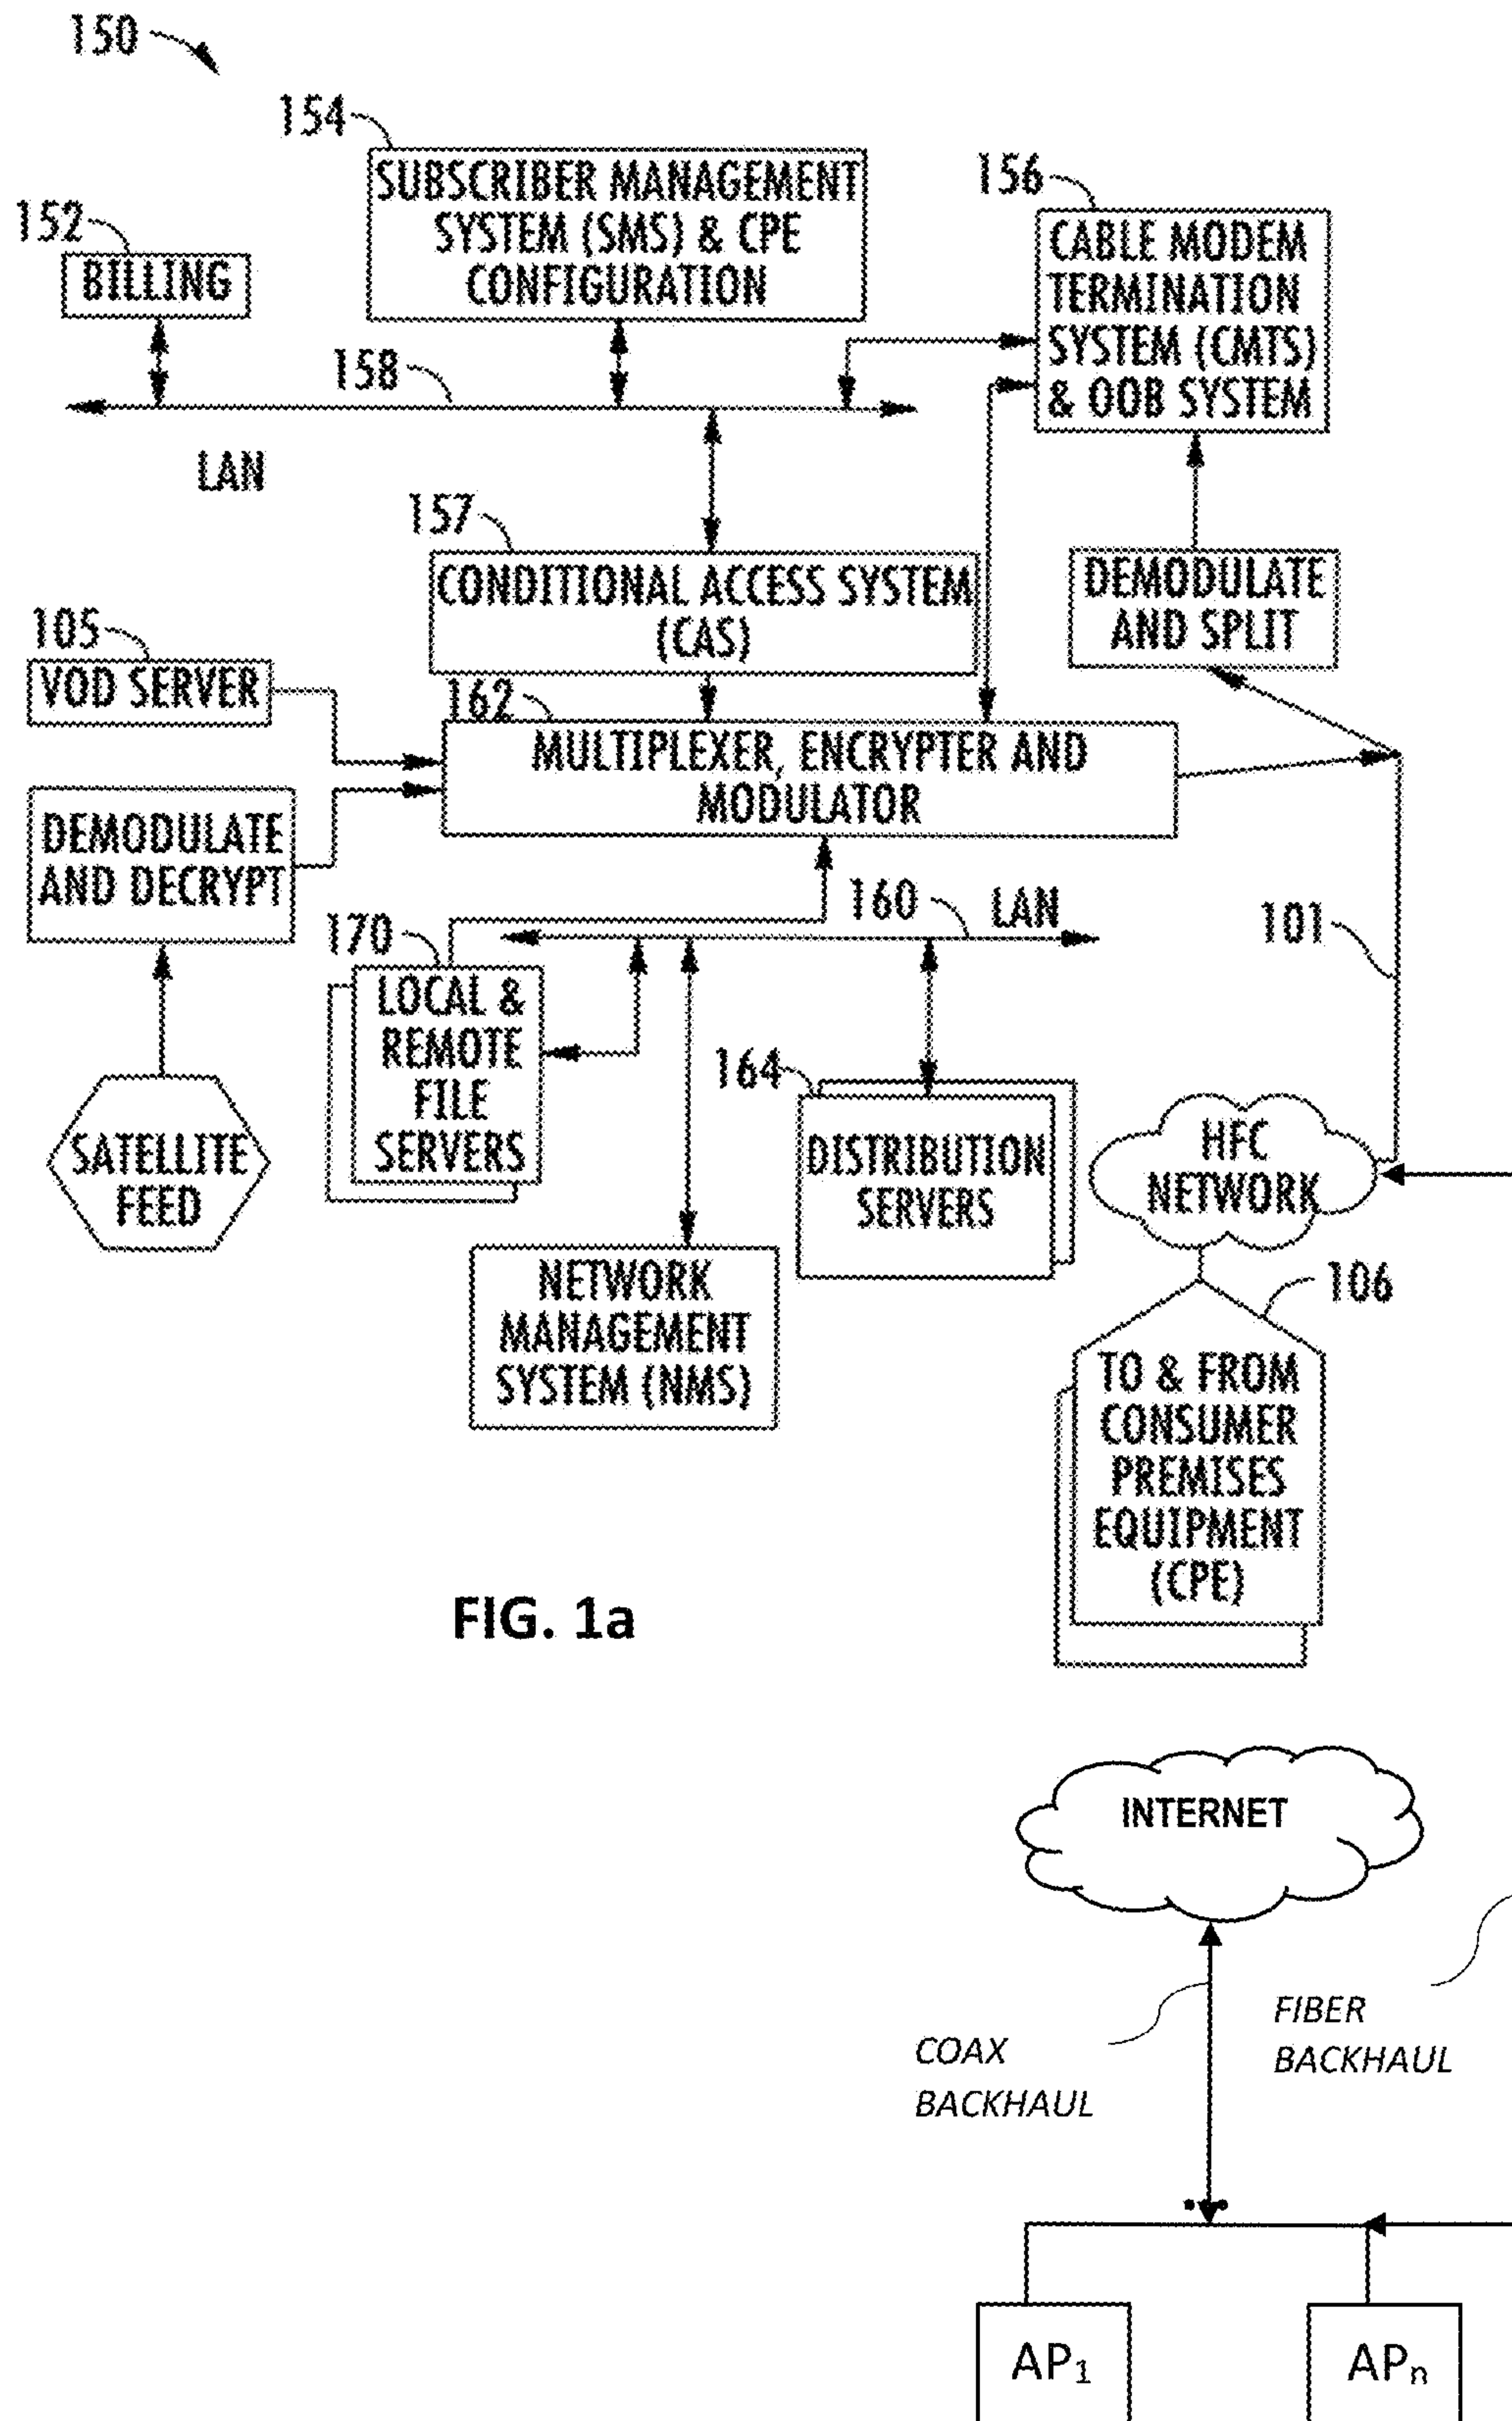 150
154
SUBSCRIBER MANAGEMENT
SYSTEM (SMS) & CPE
CONFIGURATION
156
CABLE MODEM
TERMINATION
SYSTEM (CMTS)
& OOB SYSTEM
152
BILLING
158
LAN
157
CONDITIONAL ACCESS SYSTEM
(CAS)
DEMODULATE
AND SPLIT
105
VOD SERVER
162
MULTIPLEXER, ENCRYPTER AND
MODULATOR
DEMODULATE
AND DECRYPT
160
LAN
101
170
LOCAL &
REMOTE
FILE
SERVERS
164
DISTRIBUTION
SERVERS
SATELLITE
FEED
HFC
NETWORK
NETWORK
MANAGEMENT
SYSTEM (NMS)
106
TO & FROM
CONSUMER
PREMISES
EQUIPMENT
(CPE)
FIG. 1a
INTERNET
COAX
BACKHAUL
FIBER
BACKHAUL
AP1
APn